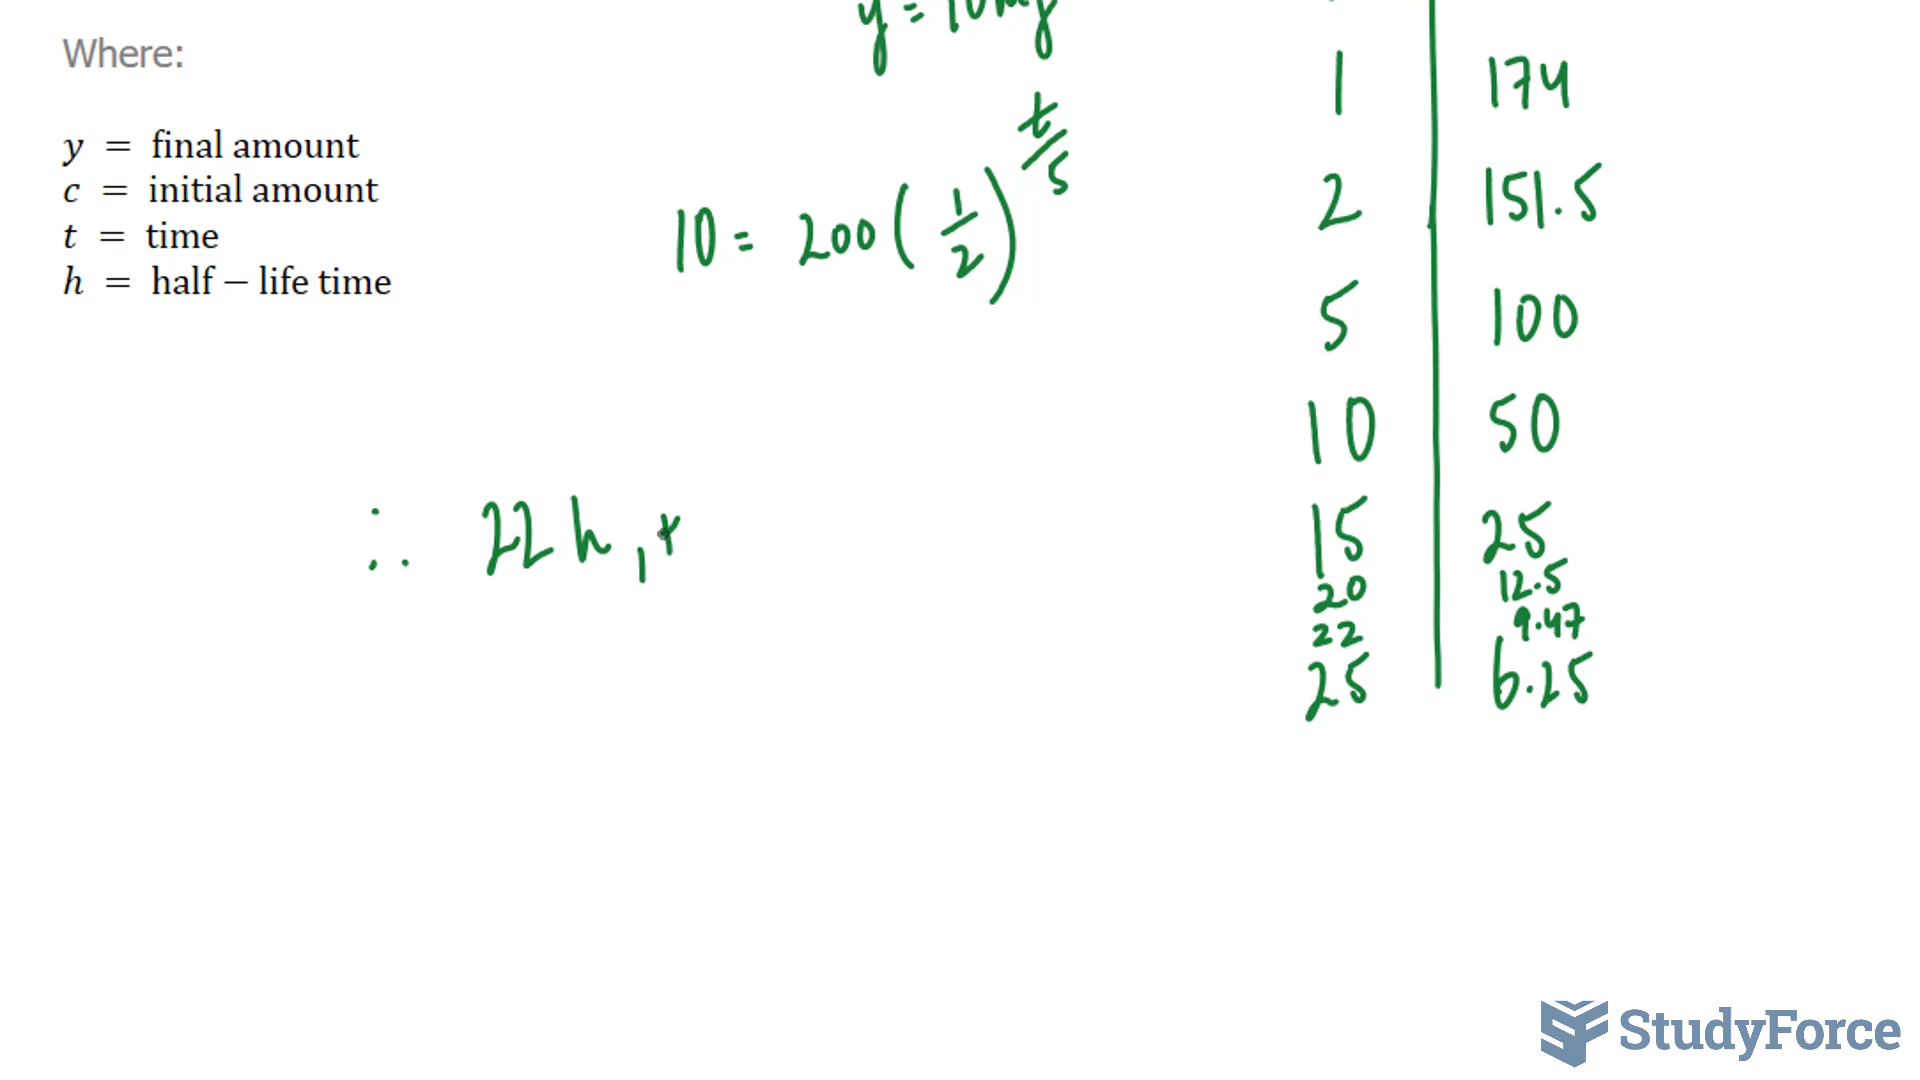 y = 10mg
Where:
y = final amount
c = initial amount
t = time
h = half − life time
10 = 200(1/2)^t/5
∴ 22h,
1 174
2 151.5
5 100
10 50
15 25
20 12.5
22 9.47
25 6.25
StudyForce